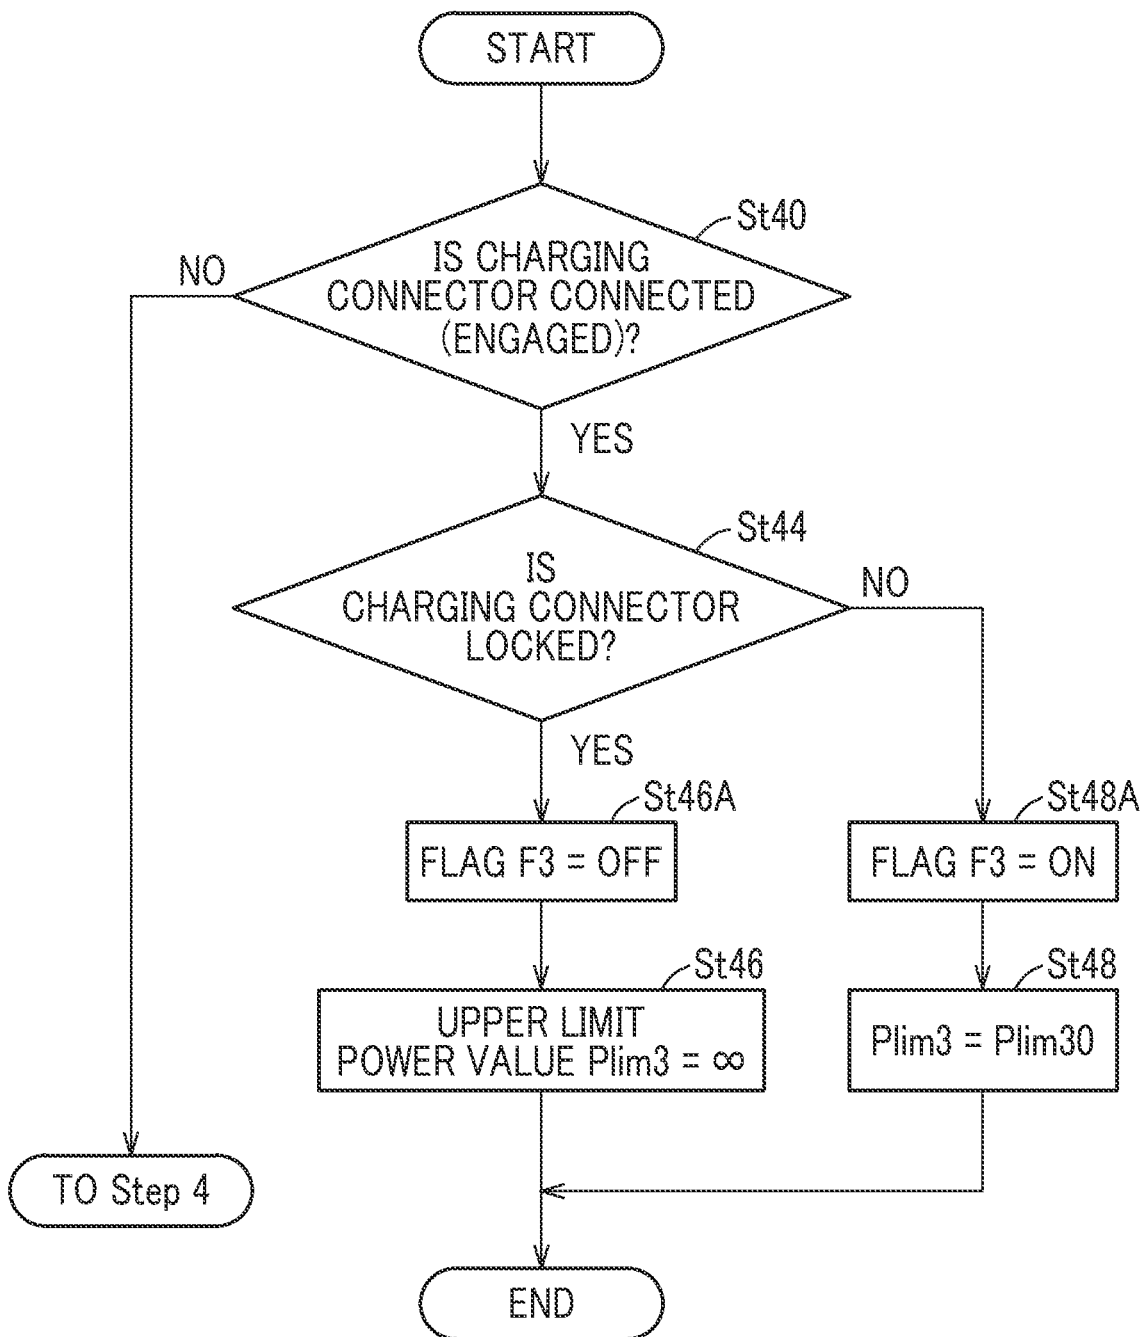 START
St40
IS CHARGING
CONNECTOR CONNECTED
(ENGAGED)?
NO
YES
St44
IS
CHARGING CONNECTOR
LOCKED?
NO
YES
St46A
FLAG F3 = OFF
St48A
FLAG F3 = ON
St46
UPPER LIMIT
POWER VALUE Plim3 = ∞
St48
Plim3 = Plim30
TO Step 4
END